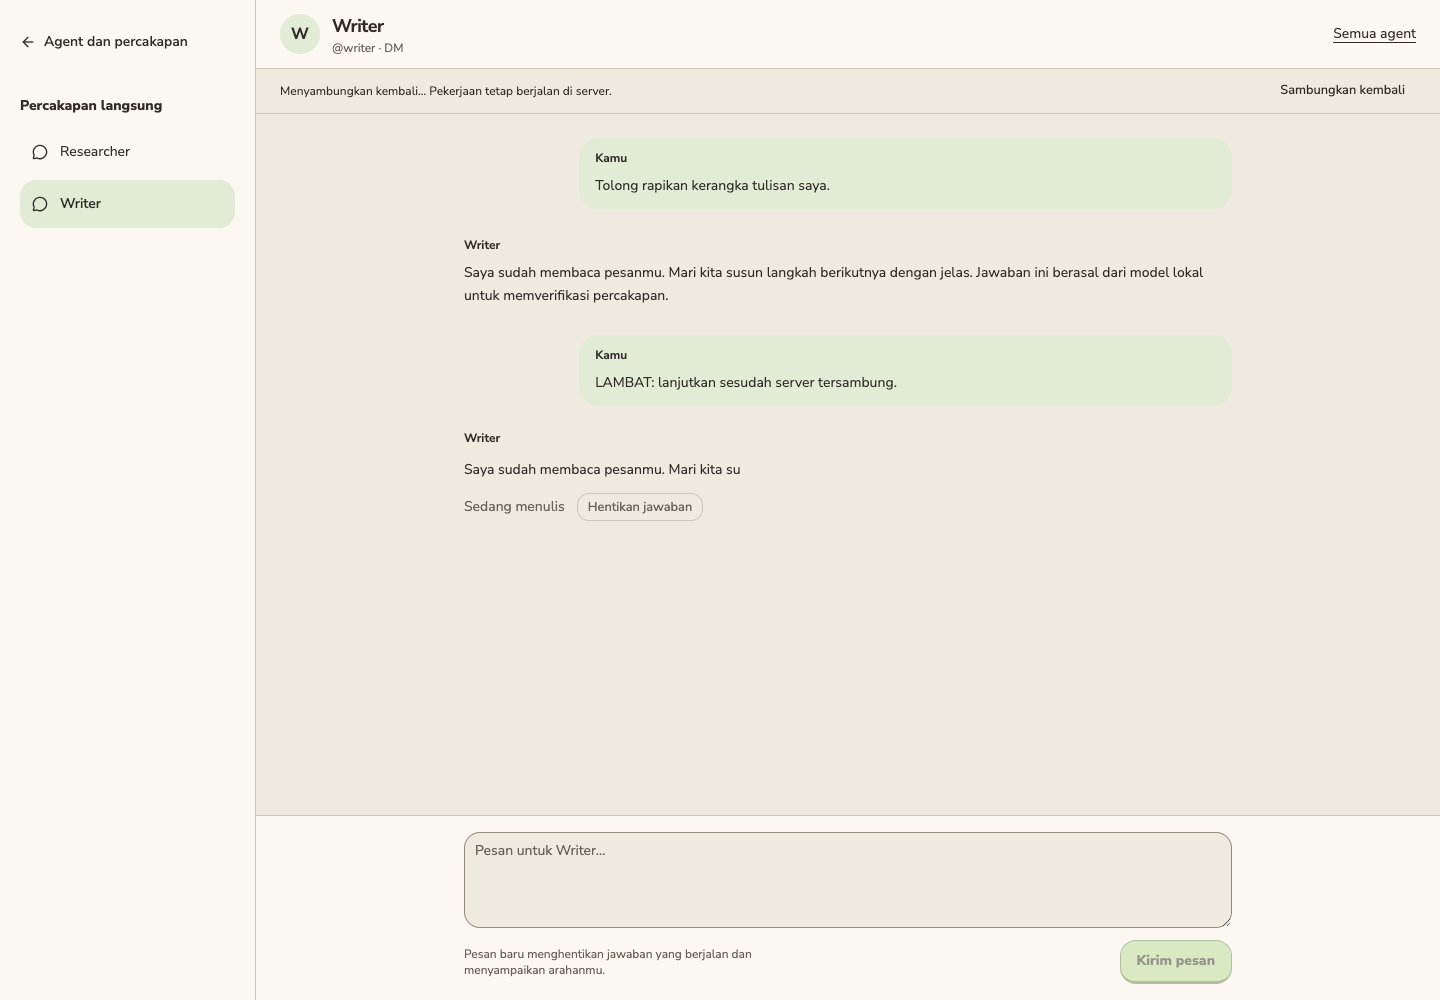 Agent dan percakapan
Percakapan langsung
Researcher
Writer
W
Writer
@writer · DM
Semua agent
Menyambungkan kembali... Pekerjaan tetap berjalan di server.
Sambungkan kembali
Kamu
Tolong rapikan kerangka tulisan saya.
Writer
Saya sudah membaca pesanmu. Mari kita susun langkah berikutnya dengan jelas. Jawaban ini berasal dari model lokal
untuk memverifikasi percakapan.
Kamu
LAMBAT: lanjutkan sesudah server tersambung.
Writer
Saya sudah membaca pesanmu. Mari kita su
Sedang menulis
Hentikan jawaban
Pesan untuk Writer...
Pesan baru menghentikan jawaban yang berjalan dan
menyampaikan arahanmu.
Kirim pesan